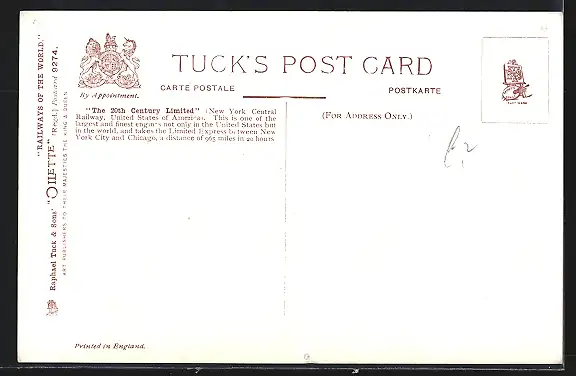 TUCK'S POST CARD
CARTE POSTALE
POSTKARTE
By Appointment.
(FOR ADDRESS ONLY.)
"The 20th Century Limited" (New York Central
Railway, United States of America). This is one of the
largest and finest engines not only in the United States but
in the world, and takes the Limited Express between New
York City and Chicago, a distance of 965 miles in 20 hours
"RAILWAYS OF THE WORLD."
Raphael Tuck & Sons' "OILETTE" [Regd.] Postcard 9274.
ART PUBLISHERS TO THEIR MAJESTIES THE KING & QUEEN
Printed in England.